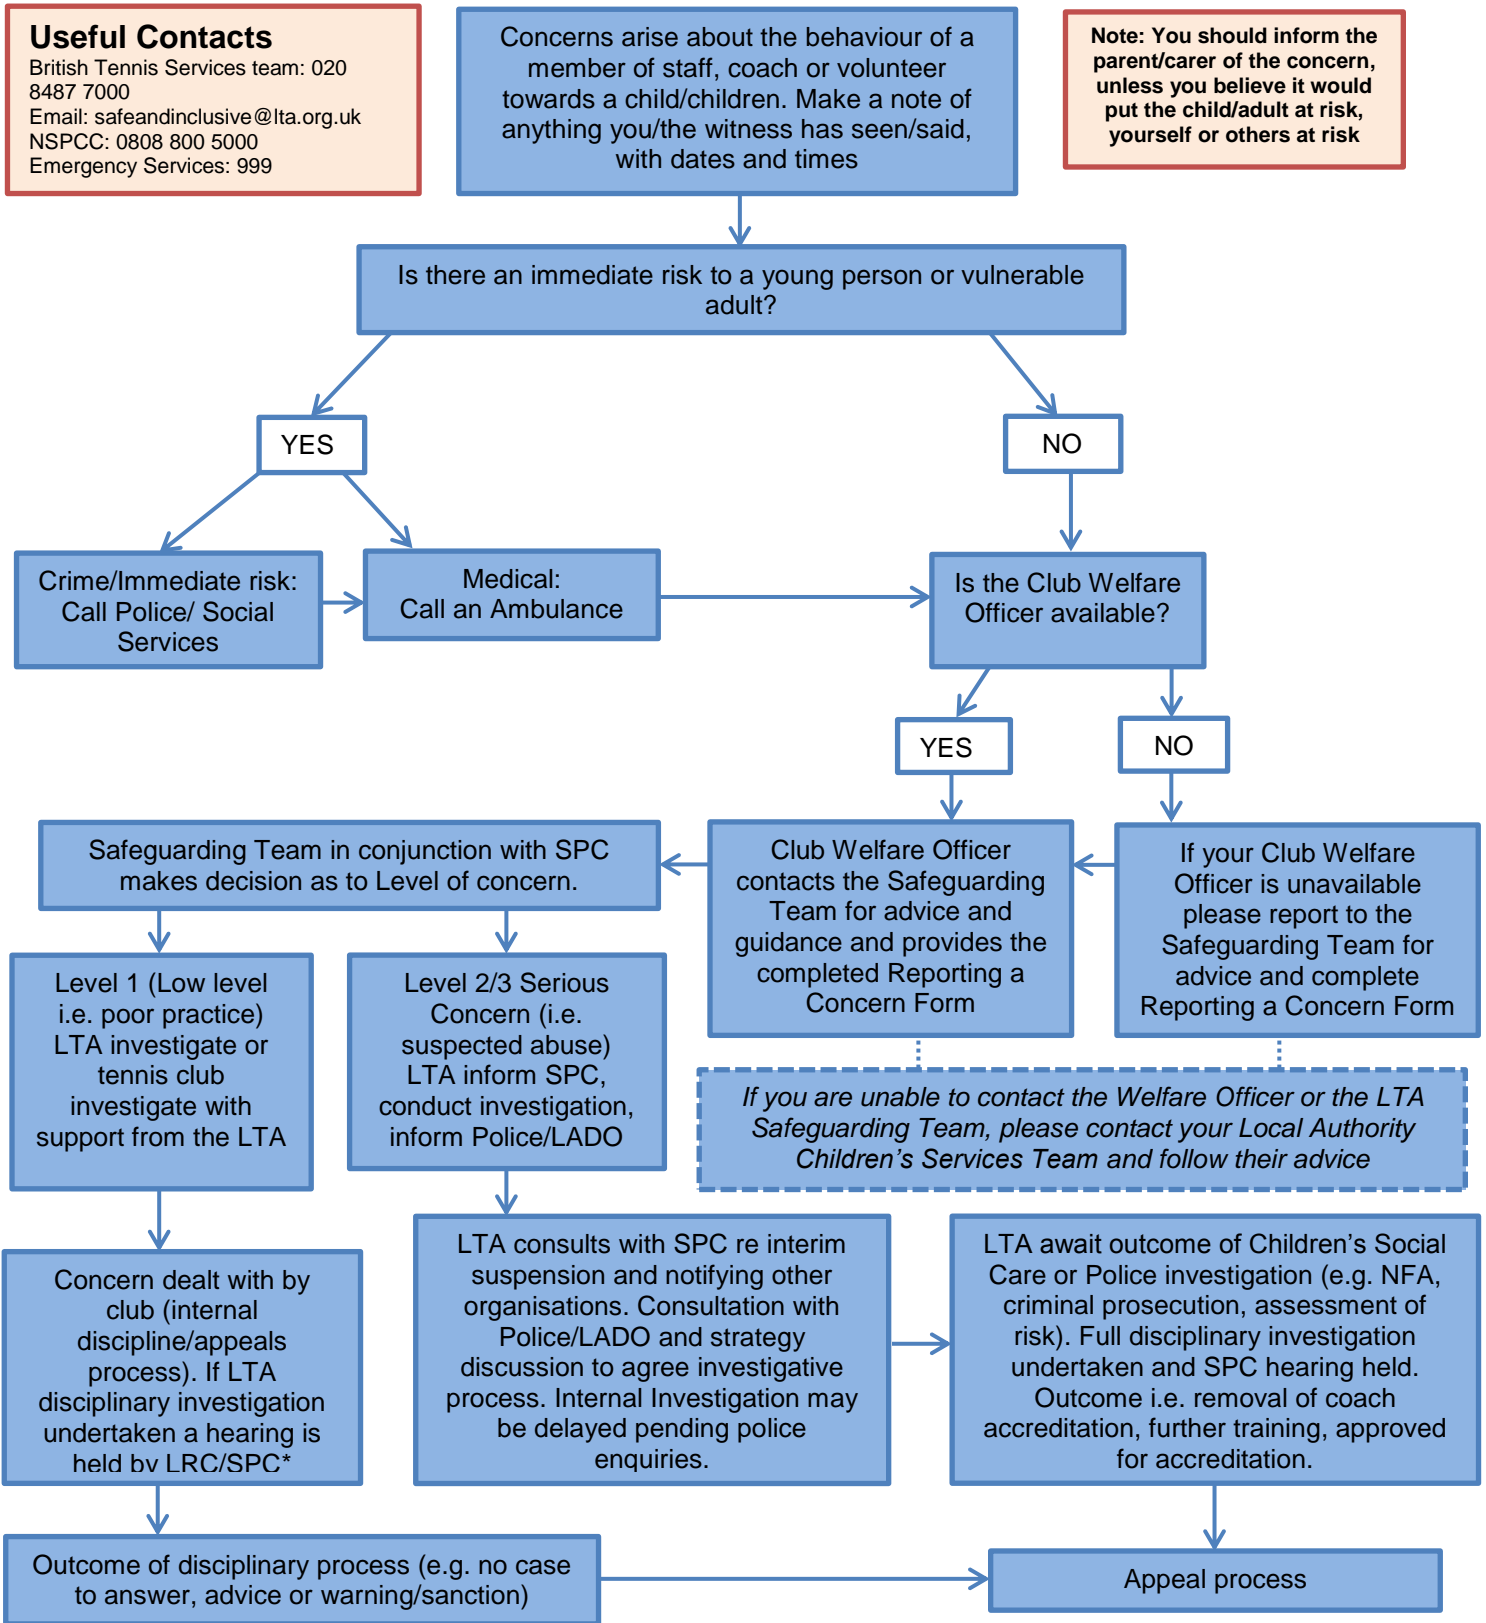 Useful Contacts
British Tennis Services team: 020
8487 7000
Email: safeandinclusive@lta.org.uk
NSPCC: 0808 800 5000
Emergency Services: 999
Concerns arise about the behaviour of a
member of staff, coach or volunteer
towards a child/children. Make a note of
anything you/the witness has seen/said,
with dates and times
Note: You should inform the
parent/carer of the concern,
unless you believe it would
put the child/adult at risk,
yourself or others at risk
Is there an immediate risk to a young person or vulnerable
adult?
YES
NO
Crime/Immediate risk:
Call Police/ Social
Services
Medical:
Call an Ambulance
Is the Club Welfare
Officer available?
YES
NO
Safeguarding Team in conjunction with SPC
makes decision as to Level of concern.
Club Welfare Officer
contacts the Safeguarding
Team for advice and
guidance and provides the
completed Reporting a
Concern Form
If your Club Welfare
Officer is unavailable
please report to the
Safeguarding Team for
advice and complete
Reporting a Concern Form
Level 1 (Low level
i.e. poor practice)
LTA investigate or
tennis club
investigate with
support from the LTA
Level 2/3 Serious
Concern (i.e.
suspected abuse)
LTA inform SPC,
conduct investigation,
inform Police/LADO
If you are unable to contact the Welfare Officer or the LTA
Safeguarding Team, please contact your Local Authority
Children’s Services Team and follow their advice
Concern dealt with by
club (internal
discipline/appeals
process). If LTA
disciplinary investigation
undertaken a hearing is
held by LRC/SPC*
LTA consults with SPC re interim
suspension and notifying other
organisations. Consultation with
Police/LADO and strategy
discussion to agree investigative
process. Internal Investigation may
be delayed pending police
enquiries.
LTA await outcome of Children’s Social
Care or Police investigation (e.g. NFA,
criminal prosecution, assessment of
risk). Full disciplinary investigation
undertaken and SPC hearing held.
Outcome i.e. removal of coach
accreditation, further training, approved
for accreditation.
Outcome of disciplinary process (e.g. no case
to answer, advice or warning/sanction)
Appeal process